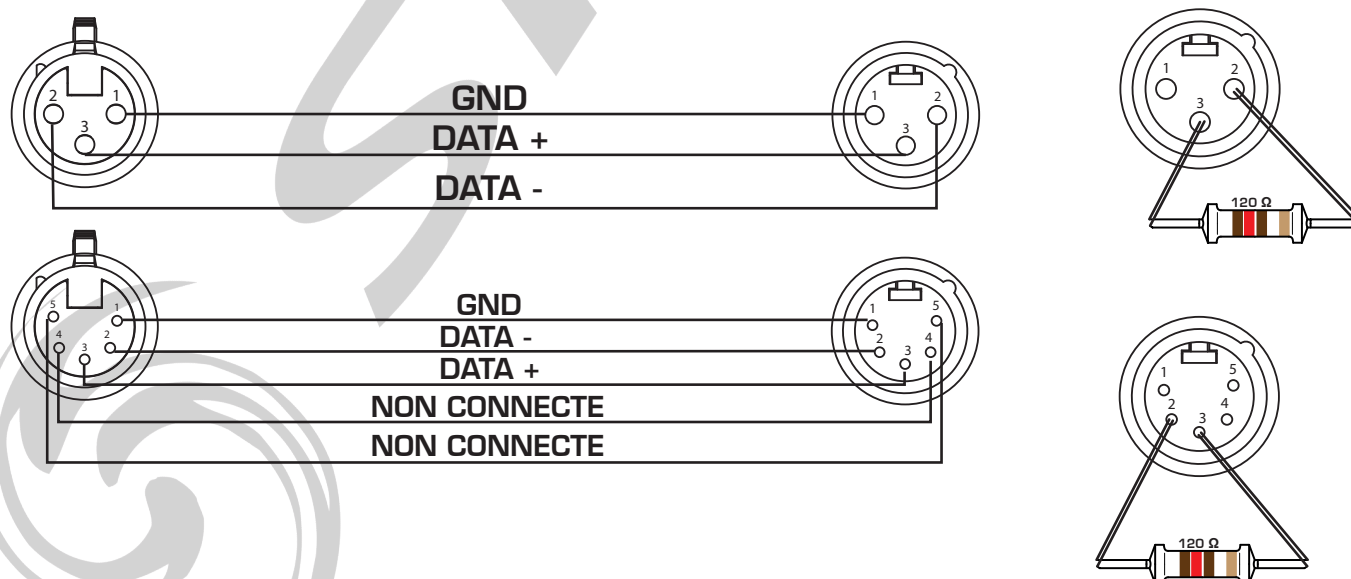 2 1
3
GND
DATA +
DATA -
1 2
3
1 2
3
120 Ω
5 1
4 2
3
GND
DATA -
DATA +
NON CONNECTE
NON CONNECTE
1 5
2 4
3
1 5
2 4
3
120 Ω